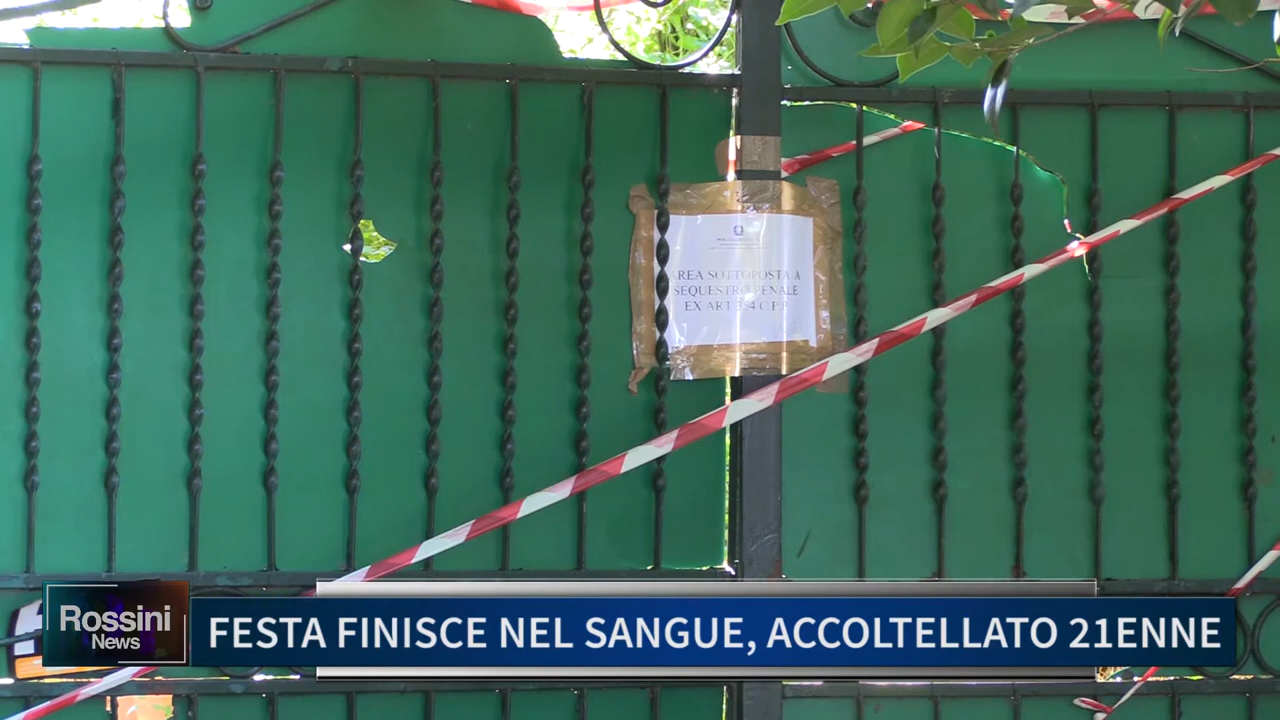 AREA SOTTOPOSTA A
SEQUESTRO PENALE
EX ART 354 C.P.P.
Rossini
News
FESTA FINISCE NEL SANGUE, ACCOLTELLATO 21ENNE